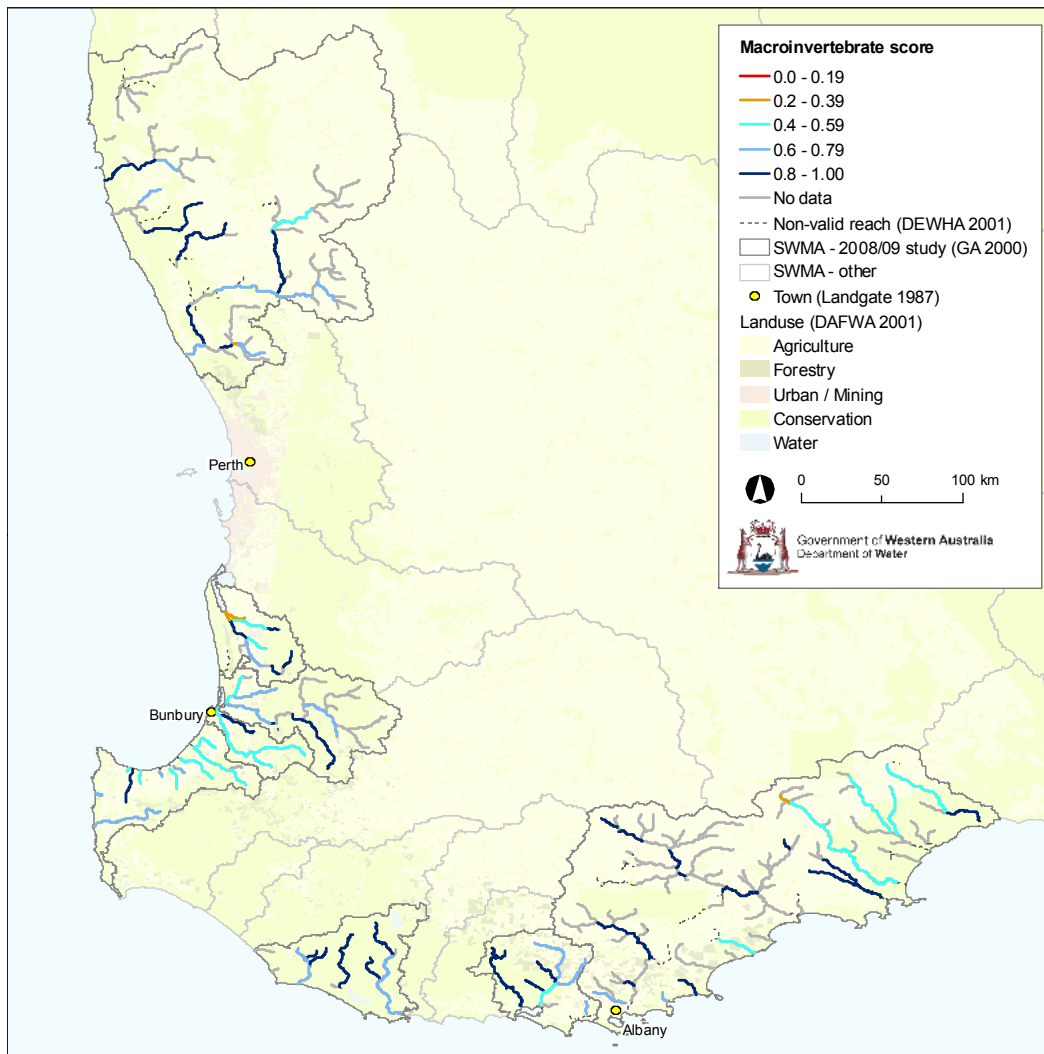 Macroinvertebrate score
0.0 - 0.19
0.2 - 0.39
0.4 - 0.59
0.6 - 0.79
0.8 - 1.00
No data
Non-valid reach (DEWHA 2001)
SWMA - 2008/09 study (GA 2000)
SWMA - other
Town (Landgate 1987)
Landuse (DAFWA 2001)
Agriculture
Forestry
Urban / Mining
Conservation
Water
0 50 100 km
Government of Western Australia
Department of Water
Perth
Bunbury
Albany